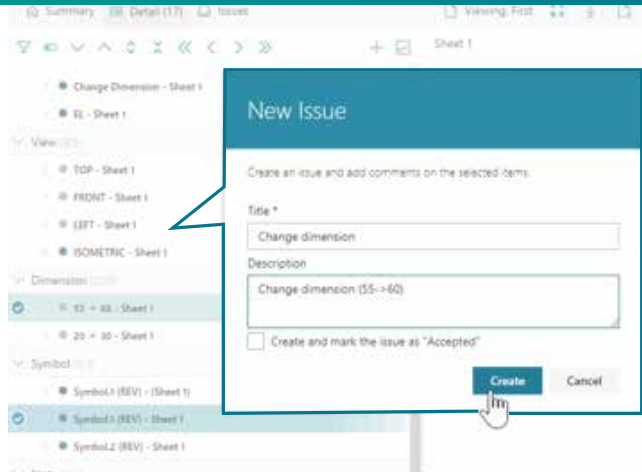 Summary Detail (17) Issues Viewing: First
Sheet 1
Change Dimension - Sheet 1
EL - Sheet 1
View
TOP - Sheet 1
FRONT - Sheet 1
LEFT - Sheet 1
ISOMETRIC - Sheet 1
Dimension
55 → 60 - Sheet 1
20 → 30 - Sheet 1
Symbol
Symbol.1 (REV) - (Sheet 1)
Symbol.1 (REV) - Sheet 1
Symbol.2 (REV) - Sheet 1
New Issue
Create an issue and add comments on the selected items.
Title *
Change dimension
Description
Change dimension (55->60)
Create and mark the issue as "Accepted"
Create Cancel